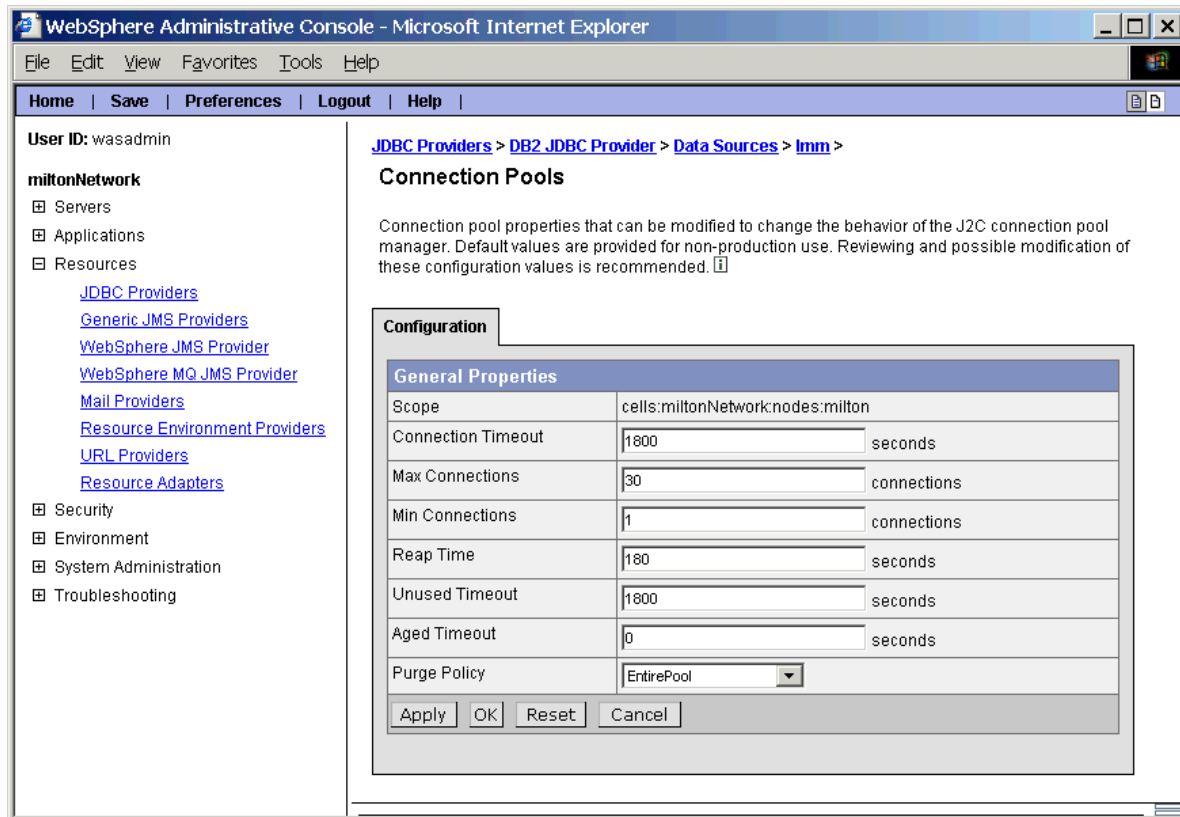 WebSphere Administrative Console - Microsoft Internet Explorer
File Edit View Favorites Tools Help
Home | Save | Preferences | Logout | Help |
User ID: wasadmin
miltonNetwork
Servers
Applications
Resources
JDBC Providers
Generic JMS Providers
WebSphere JMS Provider
WebSphere MQ JMS Provider
Mail Providers
Resource Environment Providers
URL Providers
Resource Adapters
Security
Environment
System Administration
Troubleshooting
JDBC Providers > DB2 JDBC Provider > Data Sources > lmm >
Connection Pools
Connection pool properties that can be modified to change the behavior of the J2C connection pool
manager. Default values are provided for non-production use. Reviewing and possible modification of
these configuration values is recommended. i
Configuration
General Properties
Scope cells:miltonNetwork:nodes:milton
Connection Timeout 1800 seconds
Max Connections 30 connections
Min Connections 1 connections
Reap Time 180 seconds
Unused Timeout 1800 seconds
Aged Timeout 0 seconds
Purge Policy EntirePool
Apply OK Reset Cancel